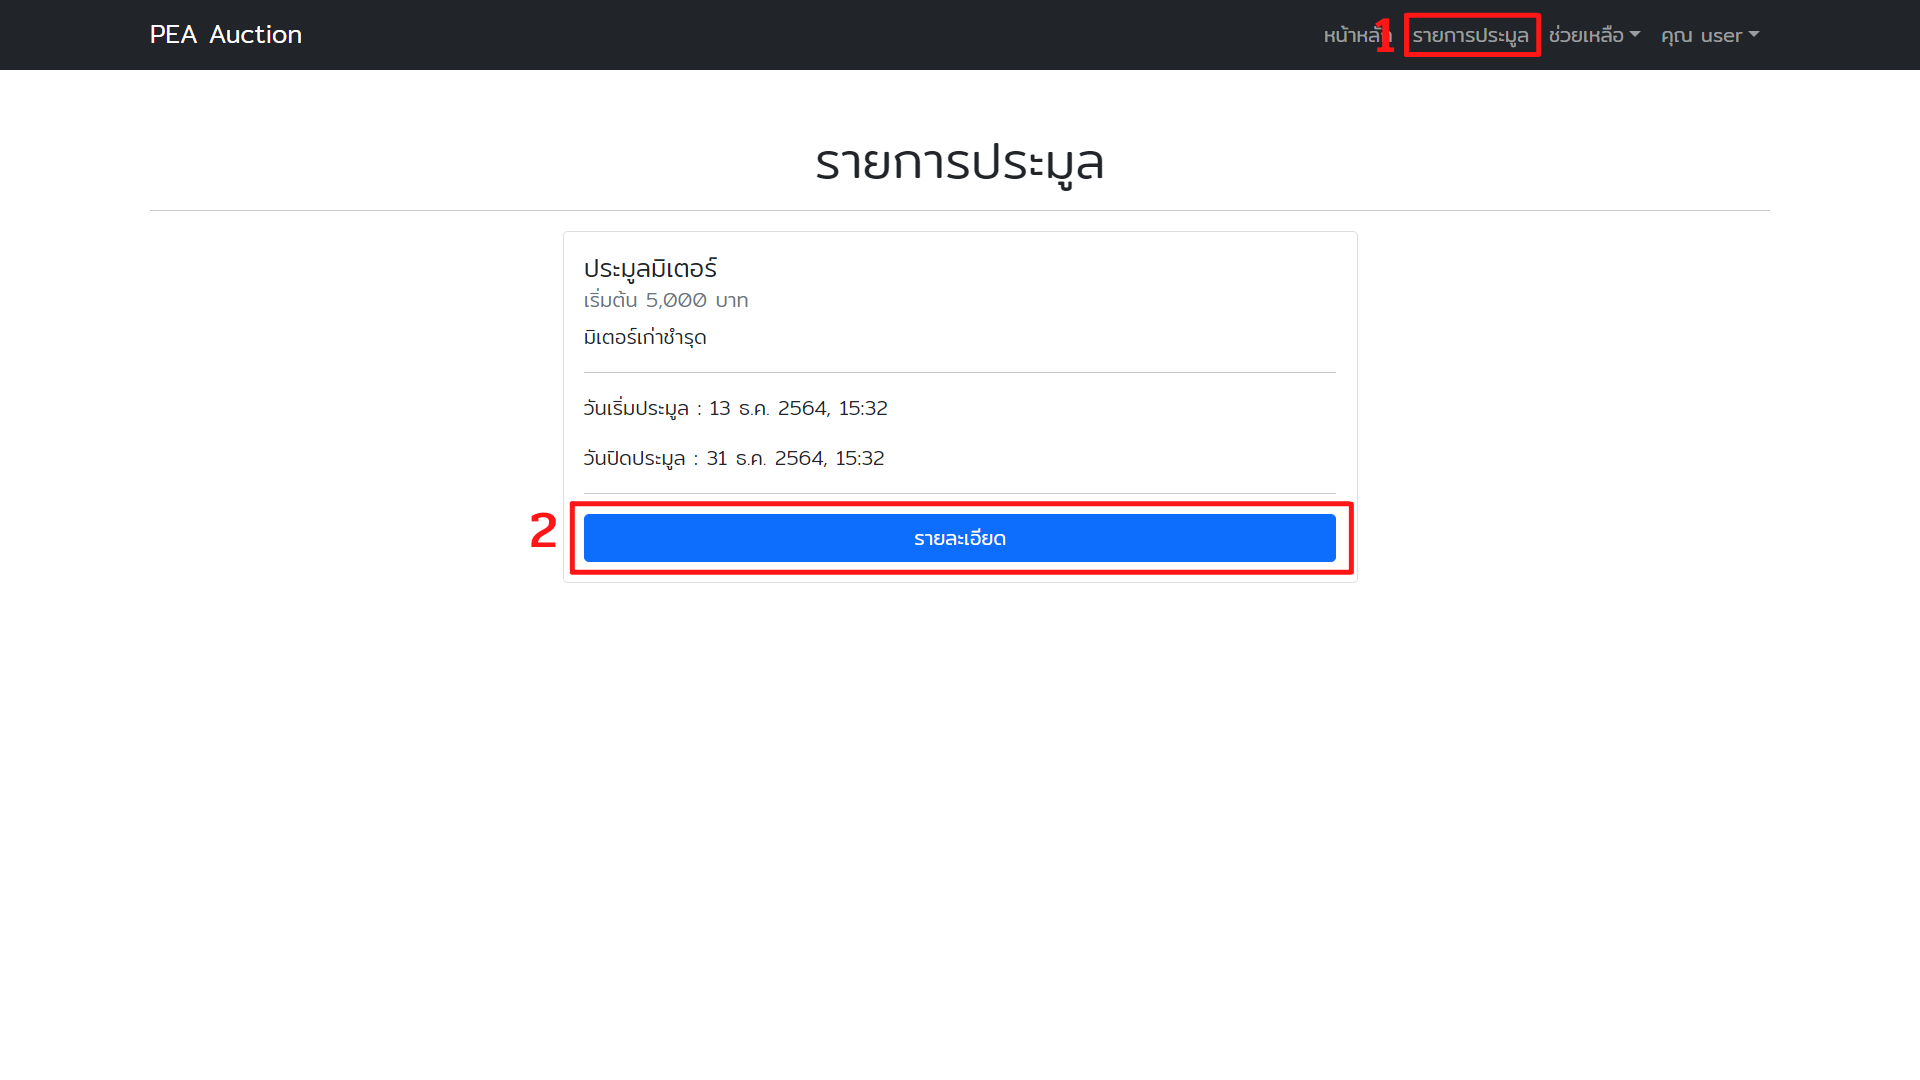 PEA Auction
หน้าหลัก 1 รายการประมูล ช่วยเหลือ คุณ user
รายการประมูล
ประมูลมิเตอร์
เริ่มต้น 5,000 บาท
มิเตอร์เก่าชำรุด
วันเริ่มประมูล : 13 ธ.ค. 2564, 15:32
วันปิดประมูล : 31 ธ.ค. 2564, 15:32
2 รายละเอียด